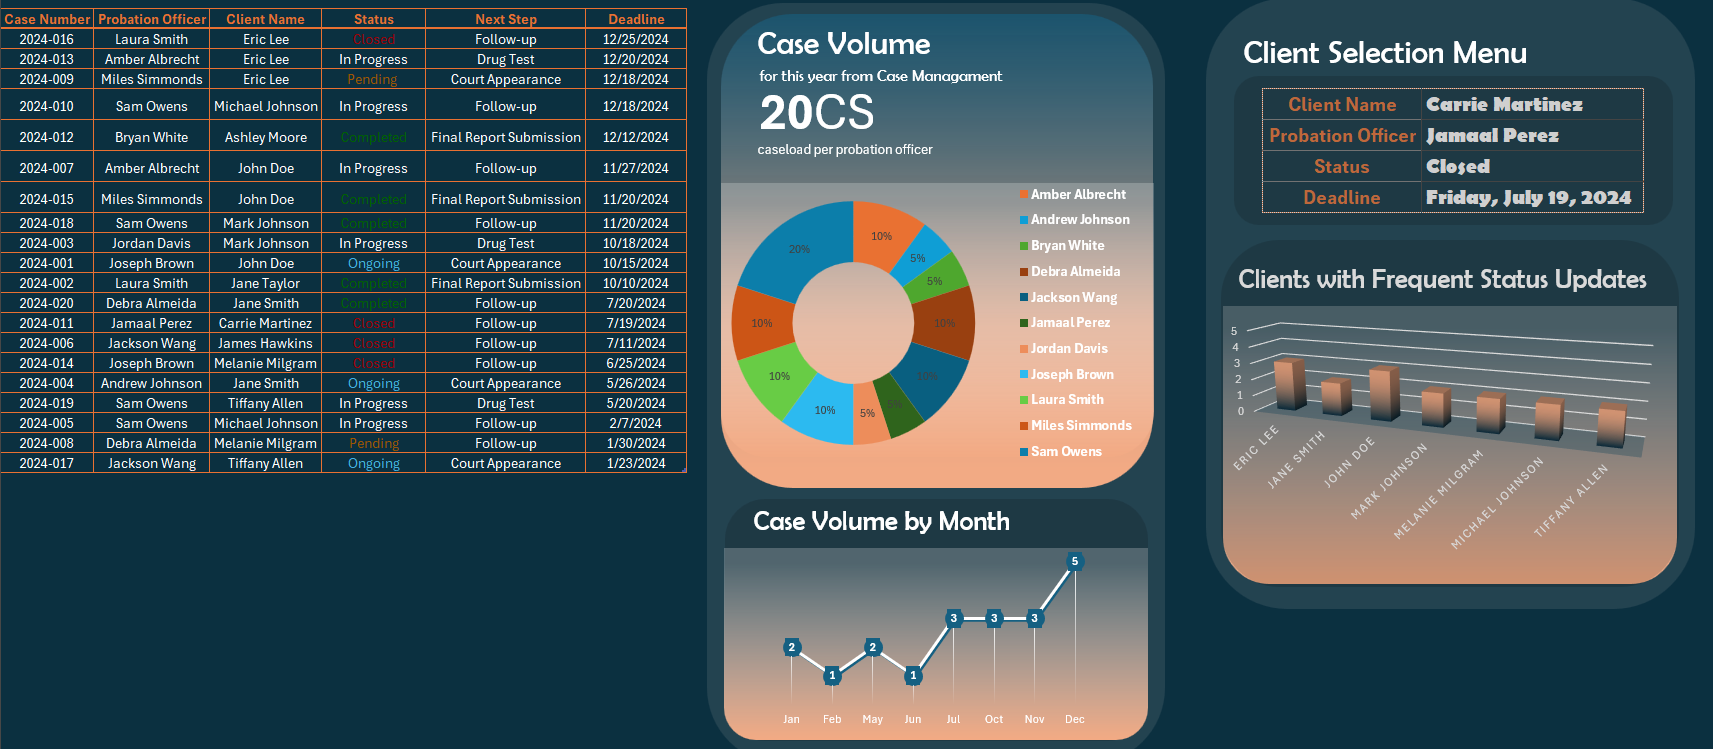 Case Number Probation Officer Client Name Status Next Step Deadline
2024-016 Laura Smith Eric Lee Closed Follow-up 12/25/2024
2024-013 Amber Albrecht Eric Lee In Progress Drug Test 12/20/2024
2024-009 Miles Simmonds Eric Lee Pending Court Appearance 12/18/2024
2024-010 Sam Owens Michael Johnson In Progress Follow-up 12/18/2024
2024-012 Bryan White Ashley Moore Completed Final Report Submission 12/12/2024
2024-007 Amber Albrecht John Doe In Progress Follow-up 11/27/2024
2024-015 Miles Simmonds John Doe Completed Final Report Submission 11/20/2024
2024-018 Sam Owens Mark Johnson Completed Follow-up 11/20/2024
2024-003 Jordan Davis Mark Johnson In Progress Drug Test 10/18/2024
2024-001 Joseph Brown John Doe Ongoing Court Appearance 10/15/2024
2024-002 Laura Smith Jane Taylor Completed Final Report Submission 10/10/2024
2024-020 Debra Almeida Jane Smith Completed Follow-up 7/20/2024
2024-011 Jamaal Perez Carrie Martinez Closed Follow-up 7/19/2024
2024-006 Jackson Wang James Hawkins Closed Follow-up 7/11/2024
2024-014 Joseph Brown Melanie Milgram Closed Follow-up 6/25/2024
2024-004 Andrew Johnson Jane Smith Ongoing Court Appearance 5/26/2024
2024-019 Sam Owens Tiffany Allen In Progress Drug Test 5/20/2024
2024-005 Sam Owens Michael Johnson In Progress Follow-up 2/7/2024
2024-008 Debra Almeida Melanie Milgram Pending Follow-up 1/30/2024
2024-017 Jackson Wang Tiffany Allen Ongoing Court Appearance 1/23/2024
Case Volume
for this year from Case Managament
20CS
caseload per probation officer
10%
5%
5%
10%
10%
5%
5%
10%
10%
10%
20%
Amber Albrecht
Andrew Johnson
Bryan White
Debra Almeida
Jackson Wang
Jamaal Perez
Jordan Davis
Joseph Brown
Laura Smith
Miles Simmonds
Sam Owens
Case Volume by Month
2 1 2 1 3 3 3 5
Jan Feb May Jun Jul Oct Nov Dec
Client Selection Menu
Client Name Carrie Martinez
Probation Officer Jamaal Perez
Status Closed
Deadline Friday, July 19, 2024
Clients with Frequent Status Updates
5
4
3
2
1
0
ERIC LEE
JANE SMITH
JOHN DOE
MARK JOHNSON
MELANIE MILGRAM
MICHAEL JOHNSON
TIFFANY ALLEN